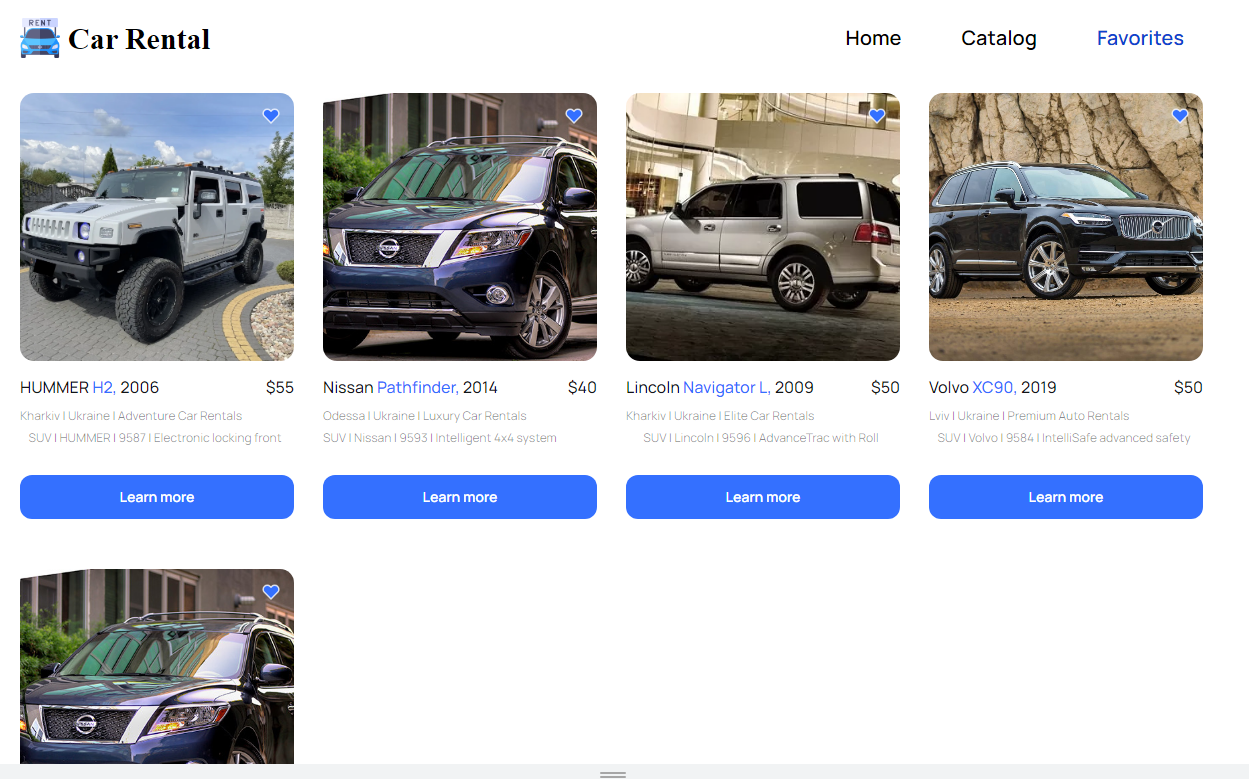 RENT
Car Rental
Home
Catalog
Favorites
HUMMER H2, 2006
$55
Kharkiv | Ukraine | Adventure Car Rentals
SUV | HUMMER | 9587 | Electronic locking front
Learn more
Nissan Pathfinder, 2014
$40
Odessa | Ukraine | Luxury Car Rentals
SUV | Nissan | 9593 | Intelligent 4x4 system
Learn more
Lincoln Navigator L, 2009
$50
Kharkiv | Ukraine | Elite Car Rentals
SUV | Lincoln | 9596 | AdvanceTrac with Roll
Learn more
Volvo XC90, 2019
$50
Lviv | Ukraine | Premium Auto Rentals
SUV | Volvo | 9584 | IntelliSafe advanced safety
Learn more